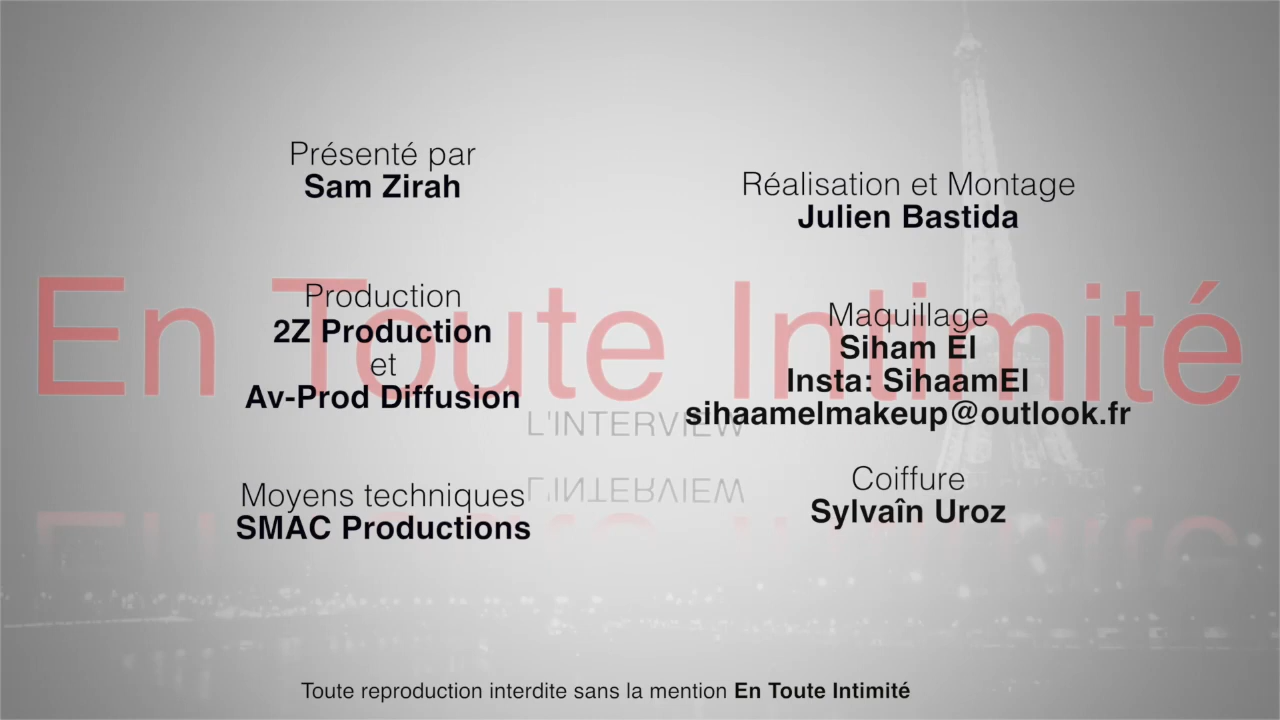 Présenté par
Sam Zirah
Réalisation et Montage
Julien Bastida
En Toute Intimité
L'INTERVIEW
Production
2Z Production
et
Av-Prod Diffusion
Maquillage
Siham El
Insta: SihaamEl
sihaamelmakeup@outlook.fr
Moyens techniques
SMAC Productions
Coiffure
Sylvaîn Uroz
Toute reproduction interdite sans la mention En Toute Intimité